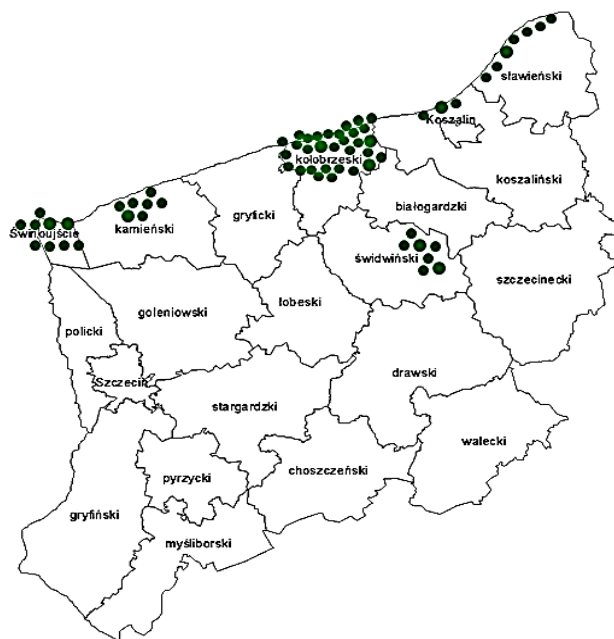 sławieński
Koszalin
kołobrzeski
koszaliński
białogardzki
gryficki
kamieński
Świnoujście
świdwiński
szczecinecki
łobeski
goleniowski
policki
drawski
Szczecin
stargardzki
wałecki
choszczeński
pyrzycki
gryfiński
myśliborski